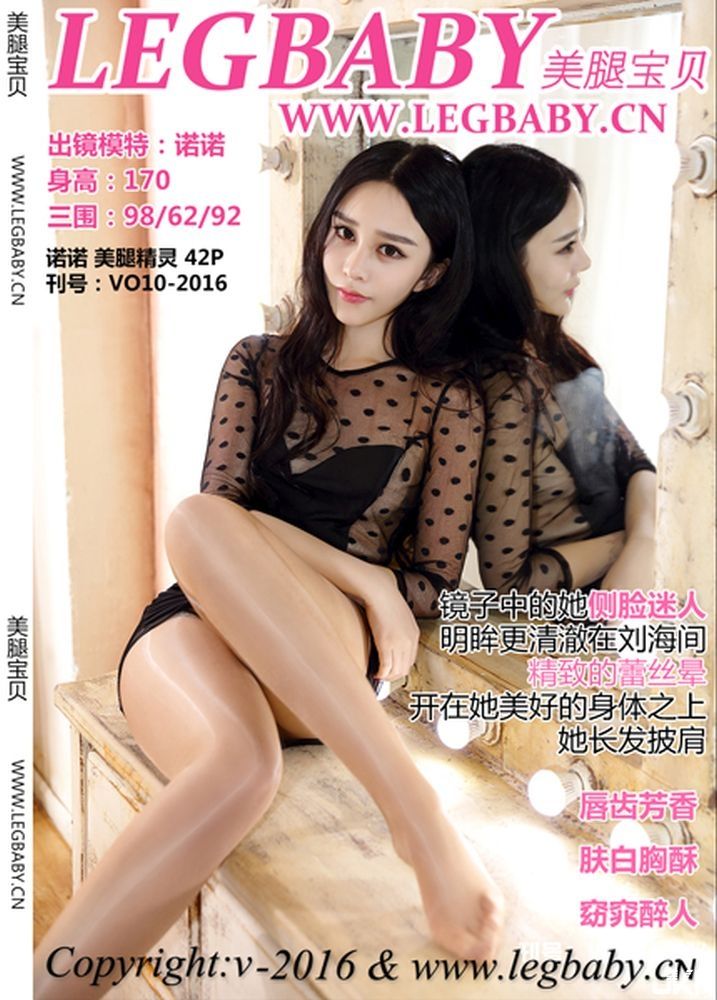 LEGBABY 美腿宝贝
WWW.LEGBABY.CN
出镜模特：诺诺
身高：170
三围：98/62/92
诺诺 美腿精灵 42P
刊号：VO10-2016
美腿宝贝
WWW.LEGBABY.CN
美腿宝贝
WWW.LEGBABY.CN
镜子中的她侧脸迷人
明眸更清澈在刘海间
精致的蕾丝晕
开在她美好的身体之上
她长发披肩
唇齿芳香
肤白胸酥
窈窕醉人
刊号
Copyright:v-2016 & www.legbaby.cn